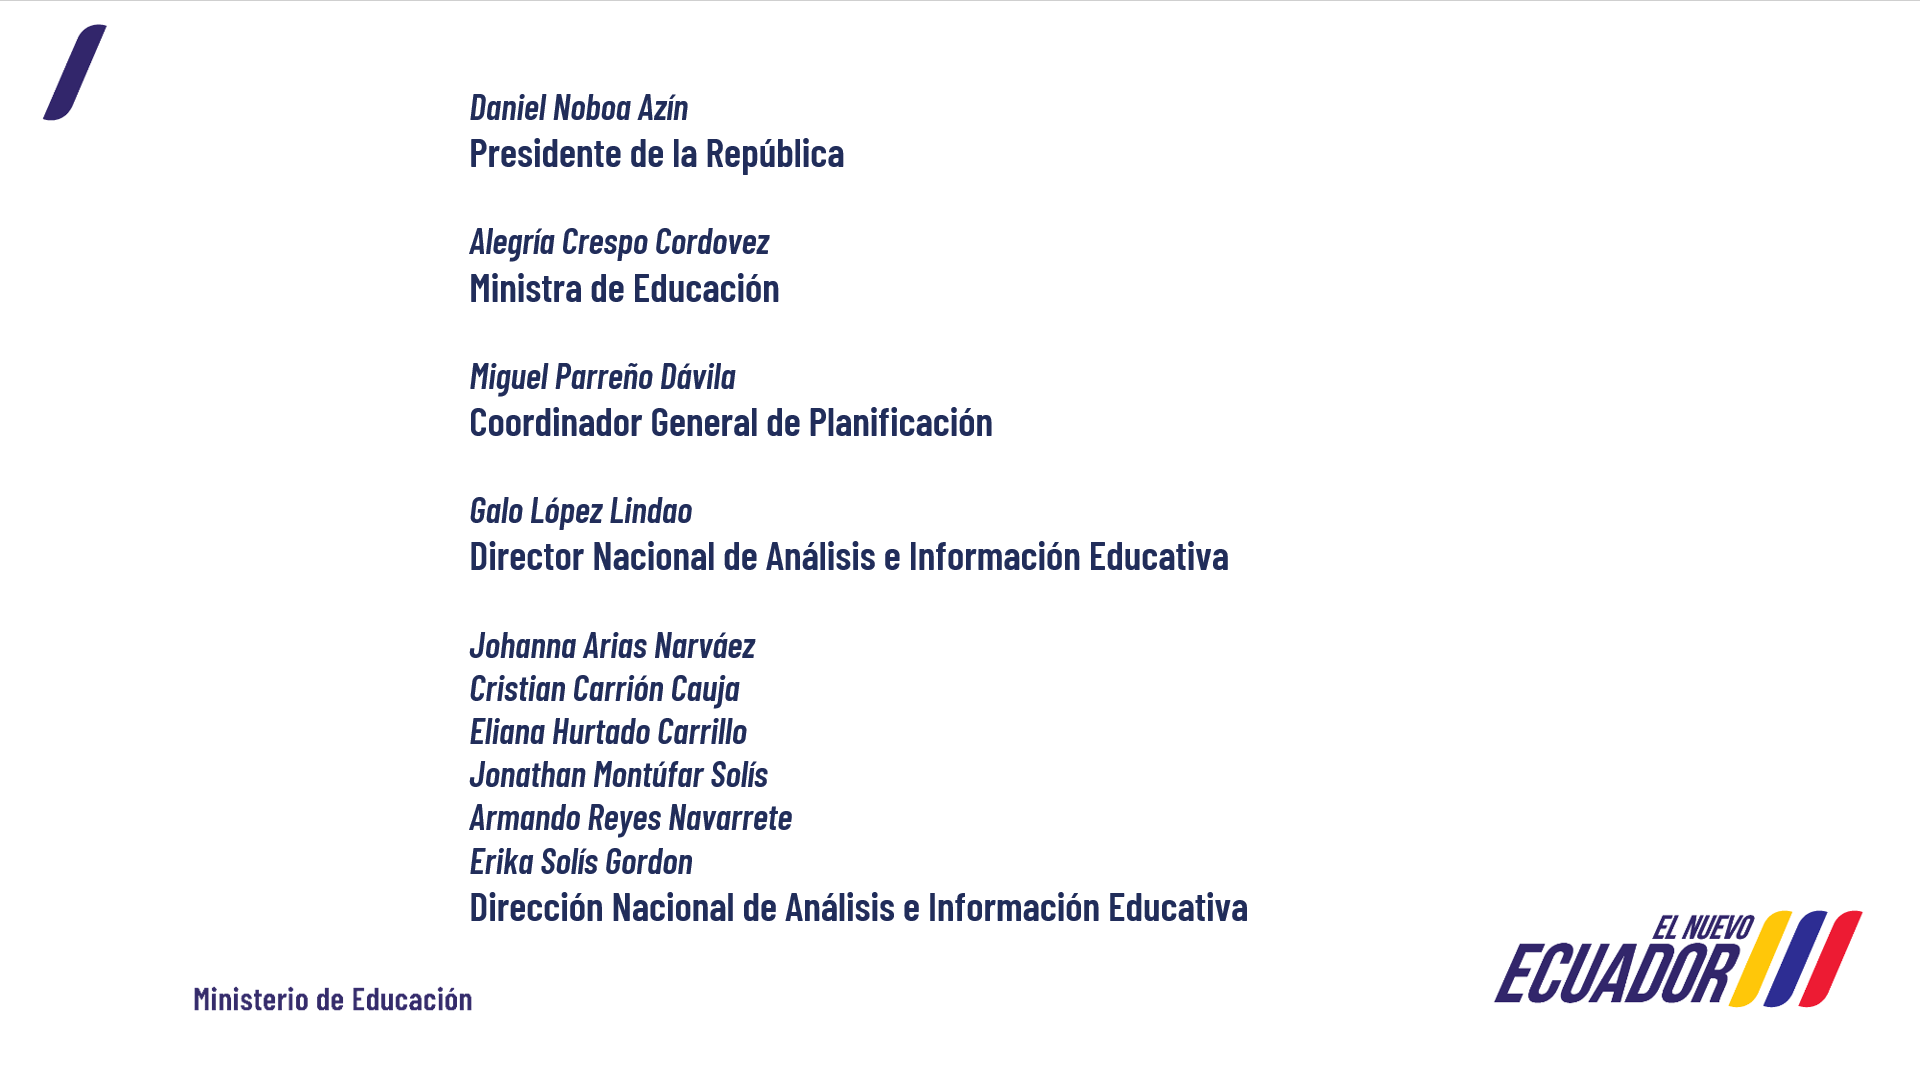 Daniel Noboa Azín
Presidente de la República
Alegría Crespo Cordovez
Ministra de Educación
Miguel Parreño Dávila
Coordinador General de Planificación
Galo López Lindao
Director Nacional de Análisis e Información Educativa
Johanna Arias Narváez
Cristian Carrión Cauja
Eliana Hurtado Carrillo
Jonathan Montúfar Solís
Armando Reyes Navarrete
Erika Solís Gordon
Dirección Nacional de Análisis e Información Educativa
Ministerio de Educación
EL NUEVO
ECUADOR